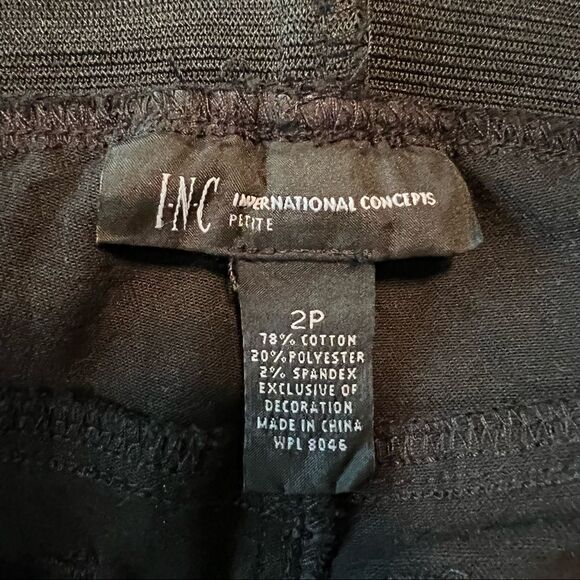 I·N·C INTERNATIONAL CONCEPTS
PETITE
2P
78% COTTON
20% POLYESTER
2% SPANDEX
EXCLUSIVE OF
DECORATION
MADE IN CHINA
WPL 8046